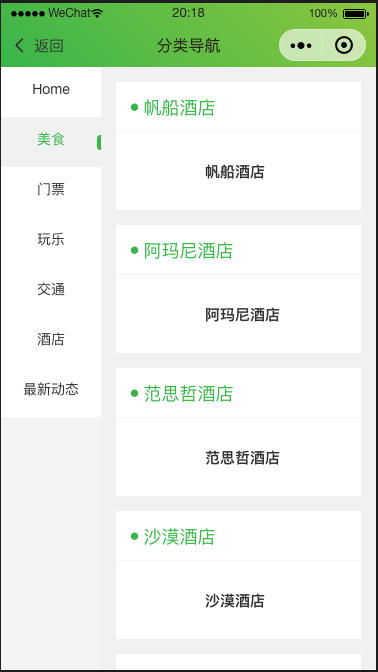 WeChat 20:18 100%
返回 分类导航
Home
美食
门票
玩乐
交通
酒店
最新动态
帆船酒店
帆船酒店
阿玛尼酒店
阿玛尼酒店
范思哲酒店
范思哲酒店
沙漠酒店
沙漠酒店